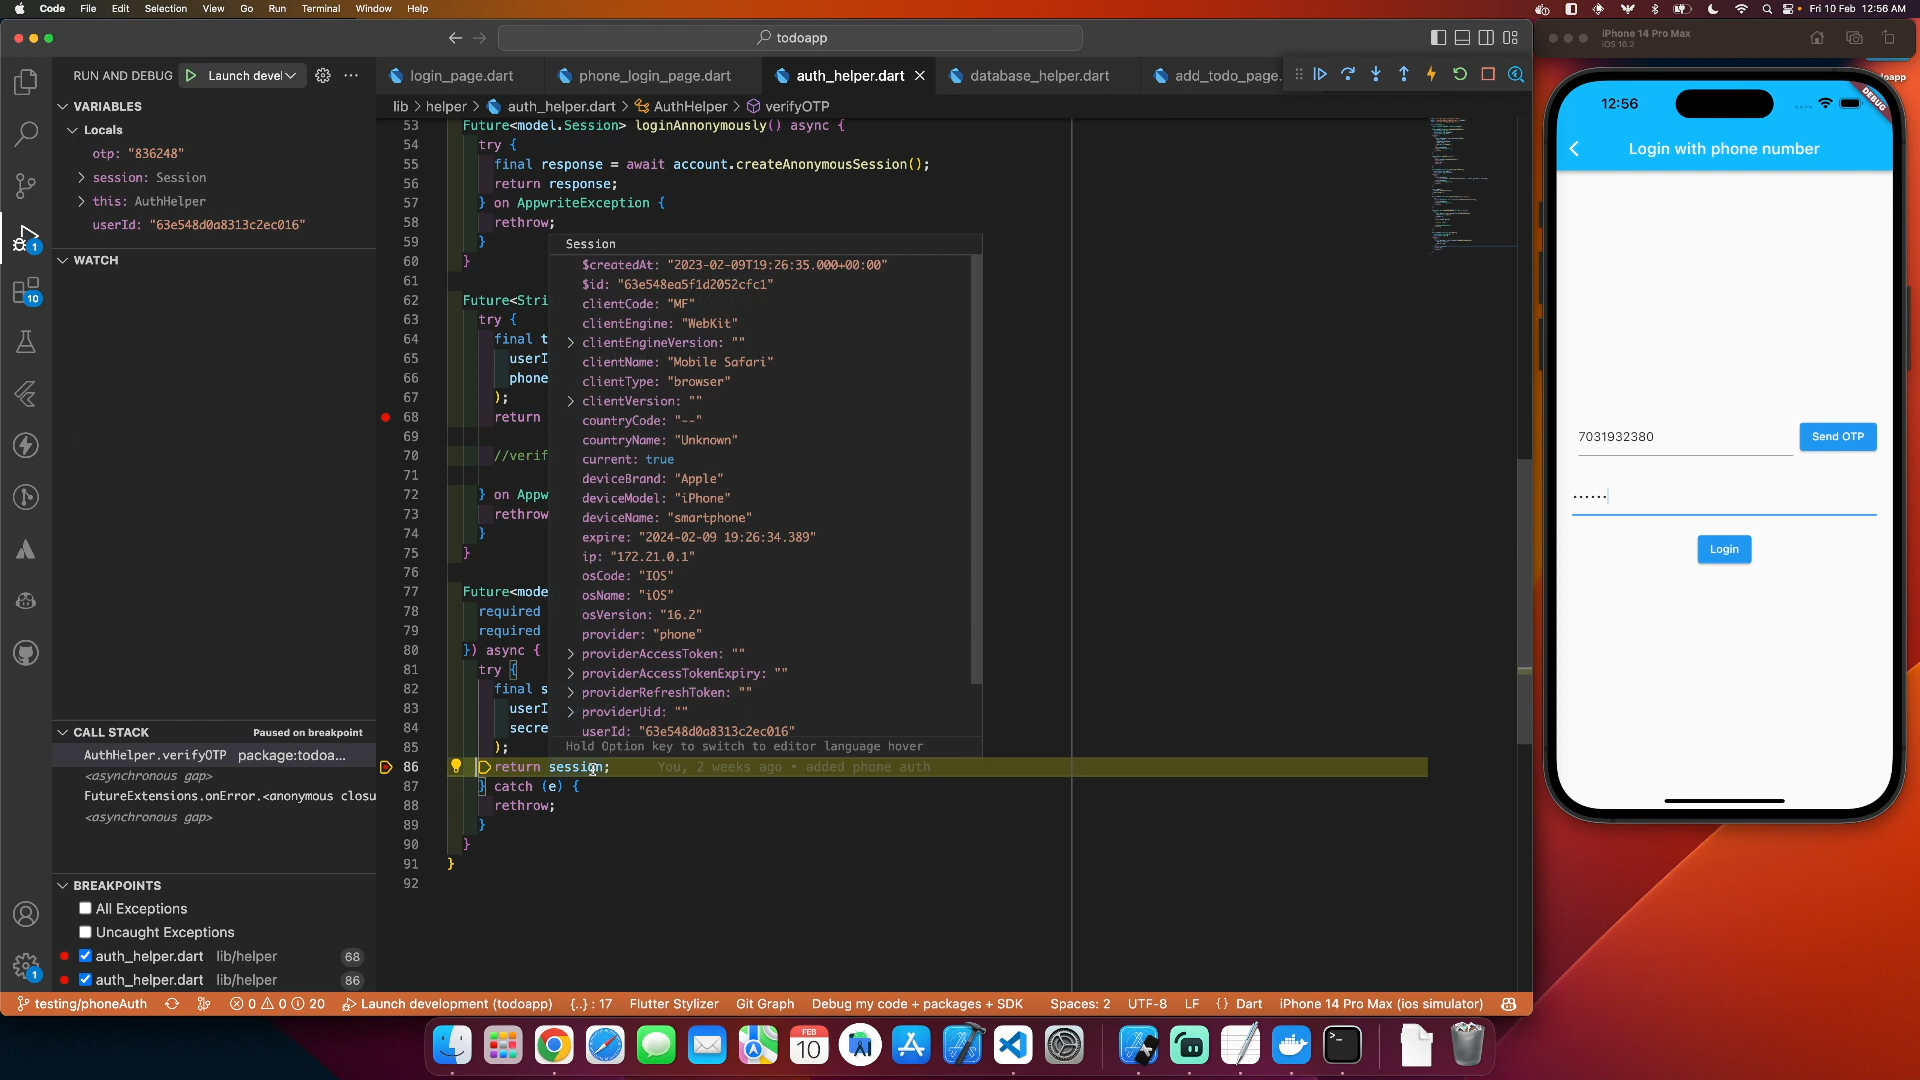 Code File Edit Selection View Go Run Terminal Window Help
Fri 10 Feb 12:56 AM
todoapp
RUN AND DEBUG
Launch devel
VARIABLES
Locals
otp: "836248"
session: Session
this: AuthHelper
userId: "63e548d0a8313c2ec016"
WATCH
CALL STACK
Paused on breakpoint
AuthHelper.verifyOTP package:todoa...
<asynchronous gap>
FutureExtensions.onError.<anonymous closu
<asynchronous gap>
BREAKPOINTS
All Exceptions
Uncaught Exceptions
auth_helper.dart lib/helper 68
auth_helper.dart lib/helper 86
1
10
1
login_page.dart
phone_login_page.dart
auth_helper.dart
database_helper.dart
add_todo_page.
lib > helper > auth_helper.dart > AuthHelper > verifyOTP
53 Future<model.Session> loginAnnonymously() async {
54 try {
55 final response = await account.createAnonymousSession();
56 return response;
57 } on AppwriteException {
58 rethrow;
59 }
60 }
61
62 Future<Stri
63 try {
64 final t
65 userI
66 phone
67 );
68 return
69
70 //verif
71
72 } on Appw
73 rethrow
74 }
75 }
76
77 Future<mode
78 required
79 required
80 }) async {
81 try {
82 final s
83 userI
84 secre
85 );
86 return session; You, 2 weeks ago • added phone auth
87 } catch (e) {
88 rethrow;
89 }
90 }
91 }
92
Session
$createdAt: "2023-02-09T19:26:35.000+00:00"
$id: "63e548ea5f1d2052cfc1"
clientCode: "MF"
clientEngine: "WebKit"
clientEngineVersion: ""
clientName: "Mobile Safari"
clientType: "browser"
clientVersion: ""
countryCode: "--"
countryName: "Unknown"
current: true
deviceBrand: "Apple"
deviceModel: "iPhone"
deviceName: "smartphone"
expire: "2024-02-09 19:26:34.389"
ip: "172.21.0.1"
osCode: "IOS"
osName: "iOS"
osVersion: "16.2"
provider: "phone"
providerAccessToken: ""
providerAccessTokenExpiry: ""
providerRefreshToken: ""
providerUid: ""
userId: "63e548d0a8313c2ec016"
Hold Option key to switch to editor language hover
testing/phoneAuth 0 0 20 Launch development (todoapp) {..} : 17 Flutter Stylizer Git Graph Debug my code + packages + SDK Spaces: 2 UTF-8 LF { } Dart iPhone 14 Pro Max (ios simulator)
iPhone 14 Pro Max
iOS 16.2
doapp
12:56
DEBUG
Login with phone number
7031932380
Send OTP
······
Login
FEB
10